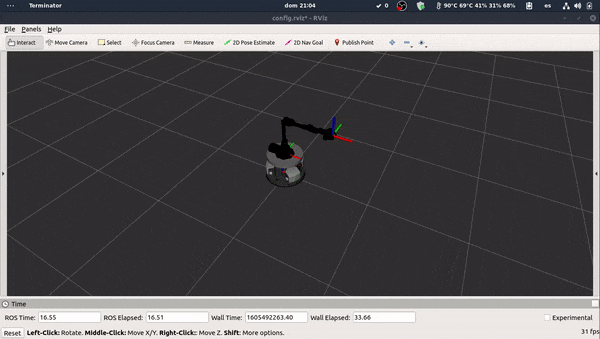 Terminator dom 21:04 0 90°C 69°C 41% 31% 68% es
config.rviz* - RViz
File Panels Help
Interact Move Camera Select Focus Camera Measure 2D Pose Estimate 2D Nav Goal Publish Point
Time
ROS Time: 16.55 ROS Elapsed: 16.51 Wall Time: 1605492263.40 Wall Elapsed: 33.66 Experimental
Reset Left-Click: Rotate. Middle-Click: Move X/Y. Right-Click:: Move Z. Shift: More options. 31 fps